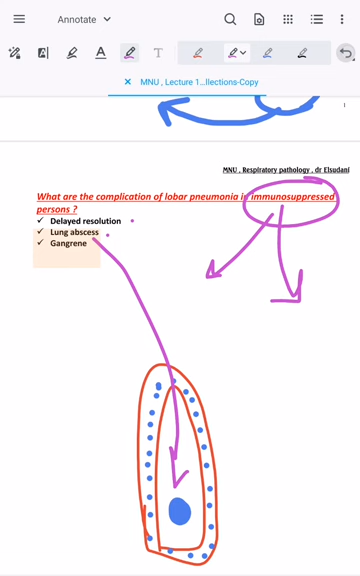 Annotate
A
T
MNU , Lecture 1...llections-Copy
MNU , Respiratory pathology , dr Elsudani
What are the complication of lobar pneumonia in immunosuppressed
persons ?
✓ Delayed resolution
✓ Lung abscess
✓ Gangrene